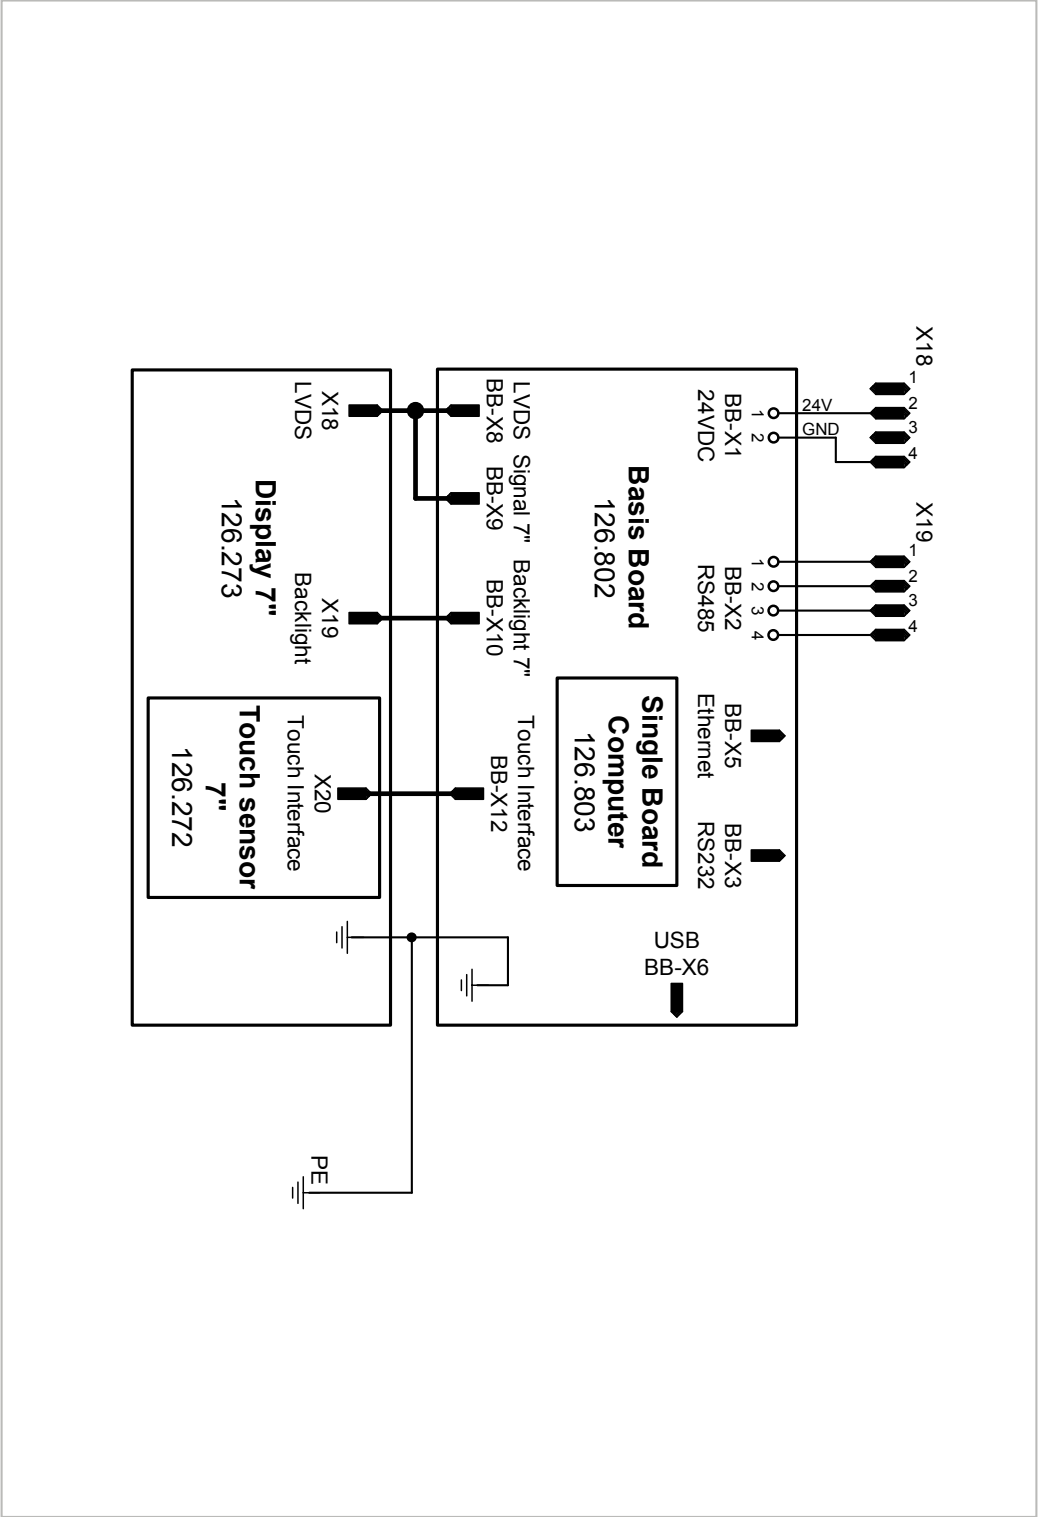 X18
1
2
3
4
X19
1
2
3
4
24V
GND
1
2
BB-X1
24VDC
1
2
3
4
BB-X2
RS485
BB-X5
Ethernet
BB-X3
RS232
USB
BB-X6
Basis Board
126.802
Single Board
Computer
126.803
LVDS
BB-X8
Signal 7"
BB-X9
Backlight 7"
BB-X10
Touch Interface
BB-X12
X18
LVDS
X19
Backlight
Display 7"
126.273
X20
Touch Interface
Touch sensor
7"
126.272
PE